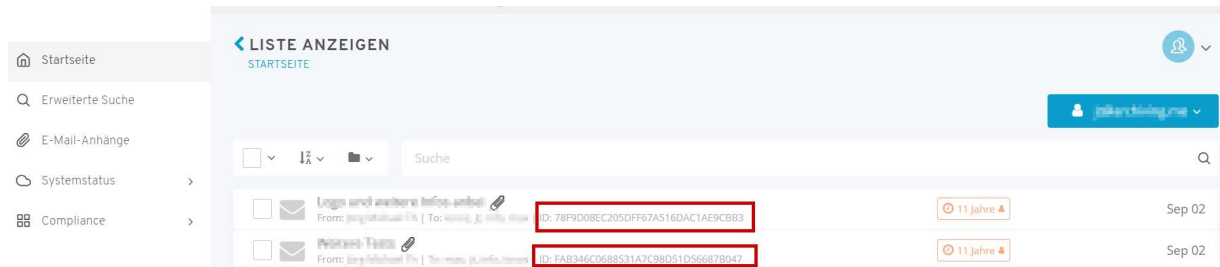 Startseite
Erweiterte Suche
E-Mail-Anhänge
Systemstatus
Compliance
LISTE ANZEIGEN
STARTSEITE
Suche
From: | To: | ID: 78F9D08EC205DFF67A516DAC1AE9CBB3
11 Jahre
Sep 02
From: | To: | ID: FAB346C0688531A7C98D51D56687B047
11 Jahre
Sep 02